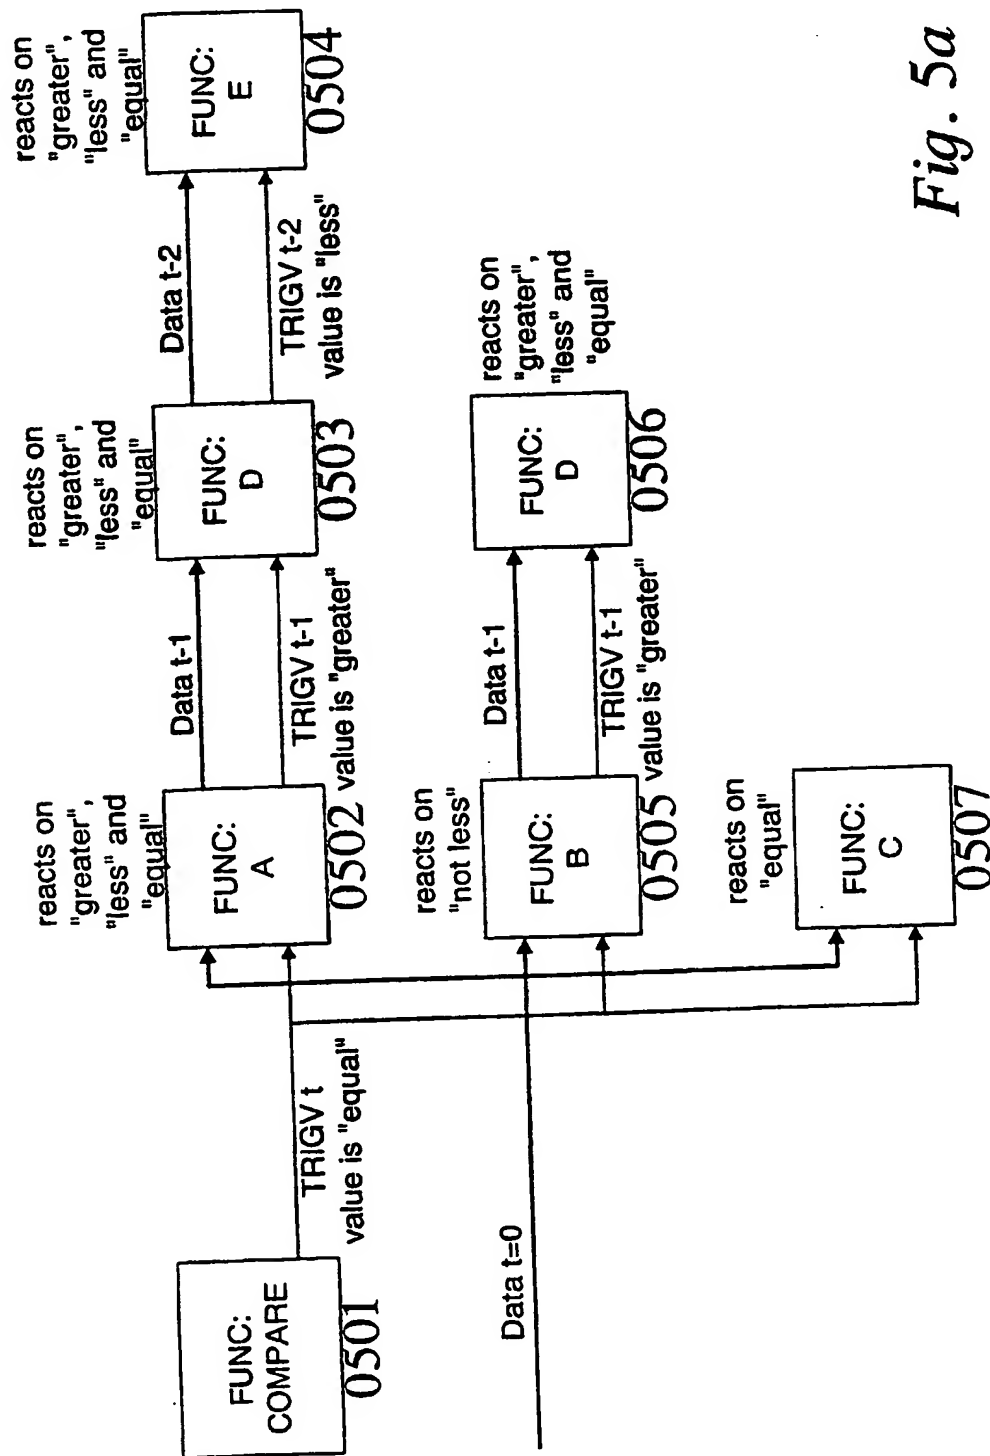 FUNC:
COMPARE
0501
TRIGV t
value is "equal"
Data t=0
reacts on
"greater",
"less" and
"equal"
FUNC:
A
0502
Data t-1
TRIGV t-1
value is "greater"
reacts on
"greater",
"less" and
"equal"
FUNC:
D
0503
Data t-2
TRIGV t-2
value is "less"
reacts on
"greater",
"less" and
"equal"
FUNC:
E
0504
reacts on
"not less"
FUNC:
B
0505
Data t-1
TRIGV t-1
value is "greater"
reacts on
"greater",
"less" and
"equal"
FUNC:
D
0506
reacts on
"equal"
FUNC:
C
0507
Fig. 5a